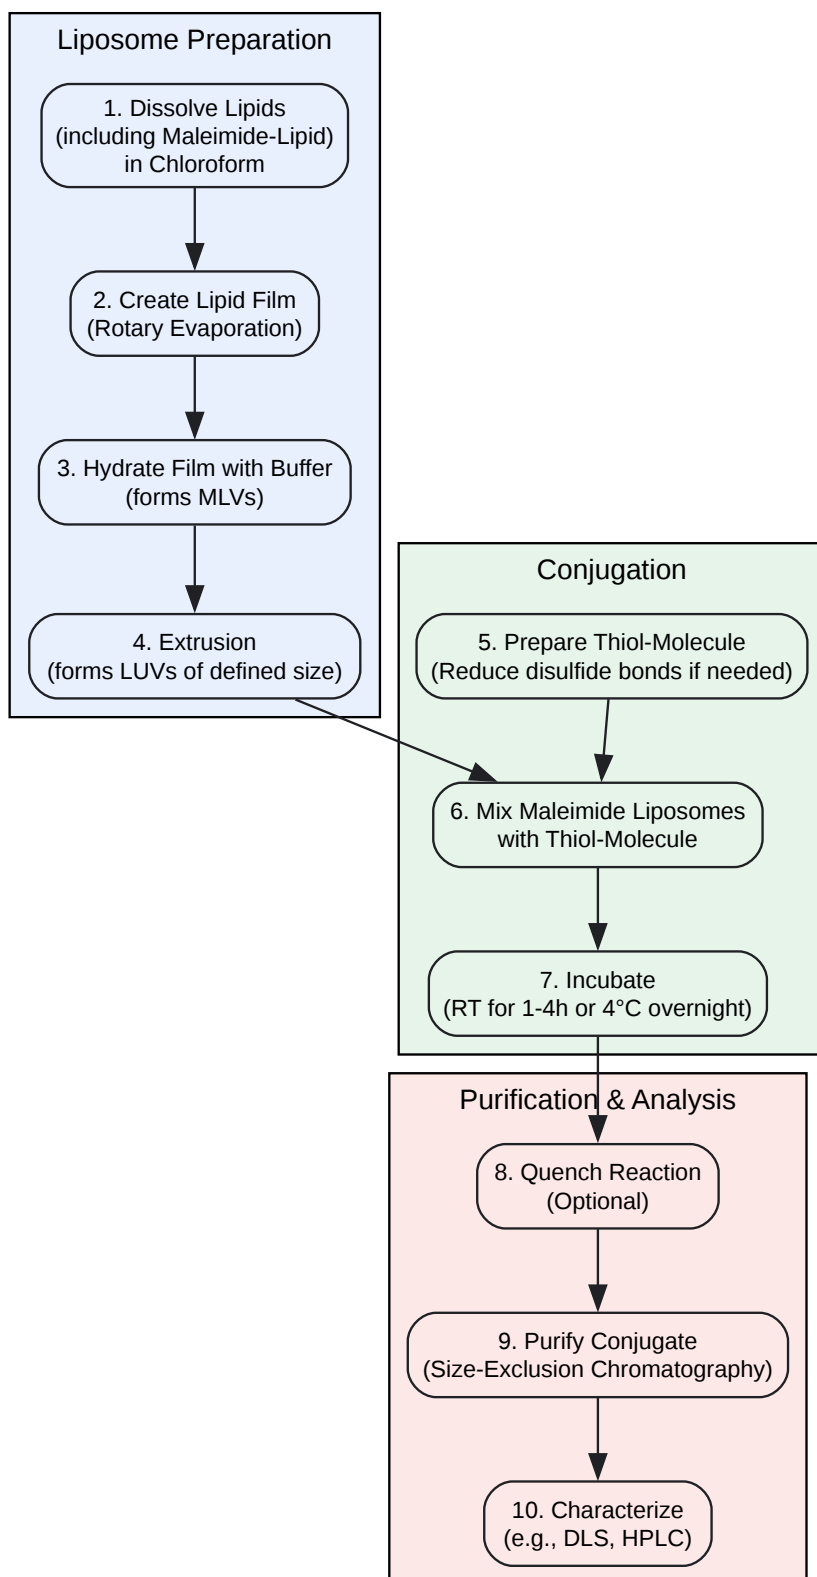 Liposome Preparation
1. Dissolve Lipids
(including Maleimide-Lipid)
in Chloroform
2. Create Lipid Film
(Rotary Evaporation)
3. Hydrate Film with Buffer
(forms MLVs)
4. Extrusion
(forms LUVs of defined size)
Conjugation
5. Prepare Thiol-Molecule
(Reduce disulfide bonds if needed)
6. Mix Maleimide Liposomes
with Thiol-Molecule
7. Incubate
(RT for 1-4h or 4°C overnight)
Purification & Analysis
8. Quench Reaction
(Optional)
9. Purify Conjugate
(Size-Exclusion Chromatography)
10. Characterize
(e.g., DLS, HPLC)